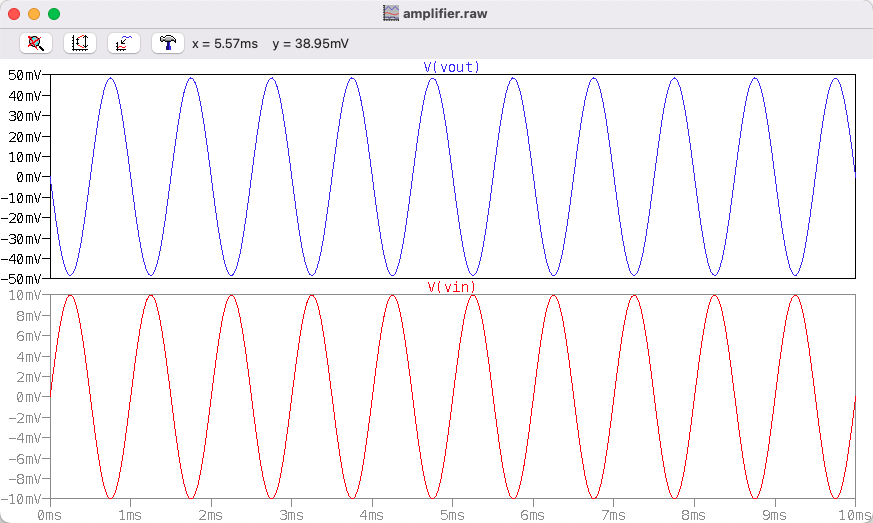 amplifier.raw
x = 5.57ms y = 38.95mV
V(vout)
50mV
40mV
30mV
20mV
10mV
0mV
-10mV
-20mV
-30mV
-40mV
-50mV
V(vin)
10mV
8mV
6mV
4mV
2mV
0mV
-2mV
-4mV
-6mV
-8mV
-10mV
0ms 1ms 2ms 3ms 4ms 5ms 6ms 7ms 8ms 9ms 10ms